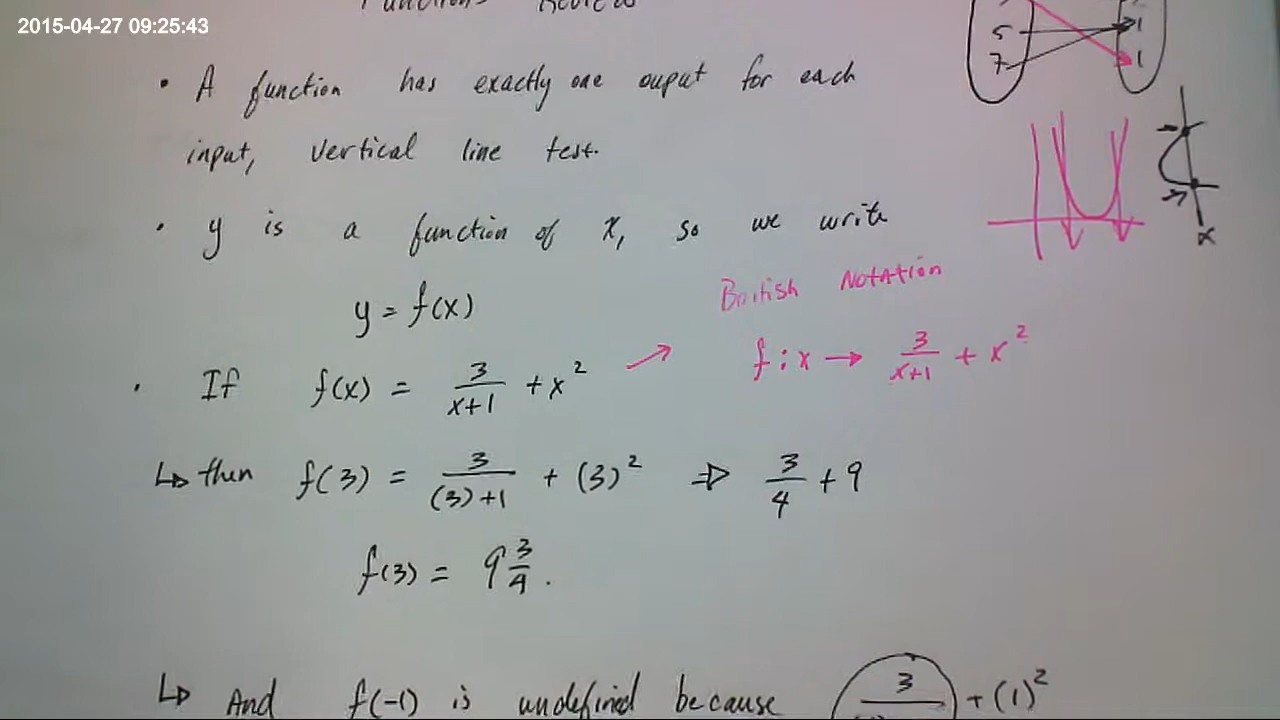 2015-04-27 09:25:43
Functions Review
5
7
1
1
• A function has exactly one ouput for each
input, vertical line test.
• y is a function of x, so we write
y = f(x)
British Notation
• If f(x) = 3/(x+1) + x²
f : x → 3/(x+1) + x²
↳ then f(3) = 3/((3)+1) + (3)² ⇒ 3/4 + 9
f(3) = 9 3/4.
↳ And f(-1) is undefined because 3 + (1)²